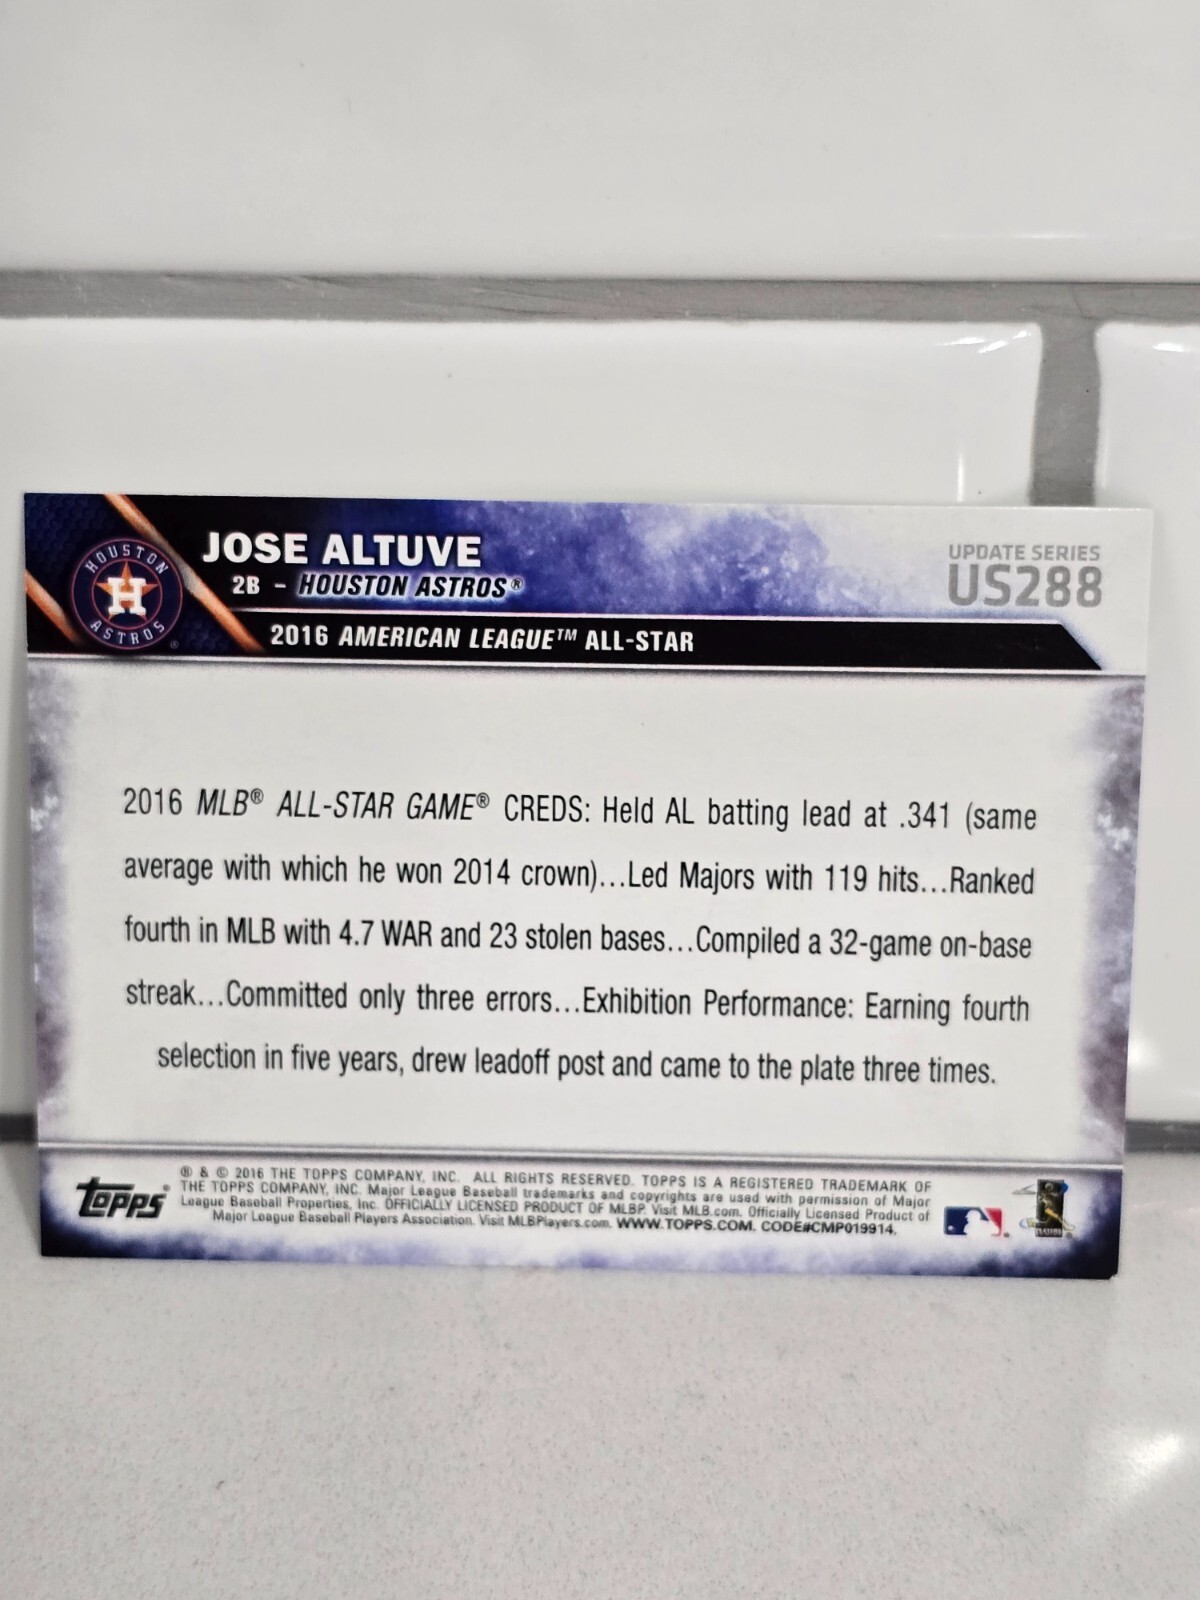 HOUSTON
H
ASTROS
JOSE ALTUVE
2B – HOUSTON ASTROS®
UPDATE SERIES
US288
2016 AMERICAN LEAGUE™ ALL-STAR
2016 MLB® ALL-STAR GAME® CREDS: Held AL batting lead at .341 (same
average with which he won 2014 crown)...Led Majors with 119 hits...Ranked
fourth in MLB with 4.7 WAR and 23 stolen bases...Compiled a 32-game on-base
streak...Committed only three errors...Exhibition Performance: Earning fourth
selection in five years, drew leadoff post and came to the plate three times.
Topps®
® & © 2016 THE TOPPS COMPANY, INC. ALL RIGHTS RESERVED. TOPPS IS A REGISTERED TRADEMARK OF
THE TOPPS COMPANY, INC. Major League Baseball trademarks and copyrights are used with permission of Major
League Baseball Properties, Inc. OFFICIALLY LICENSED PRODUCT OF MLBP. Visit MLB.com. Officially Licensed Product of
Major League Baseball Players Association. Visit MLBPlayers.com. WWW.TOPPS.COM. CODE#CMP019914.